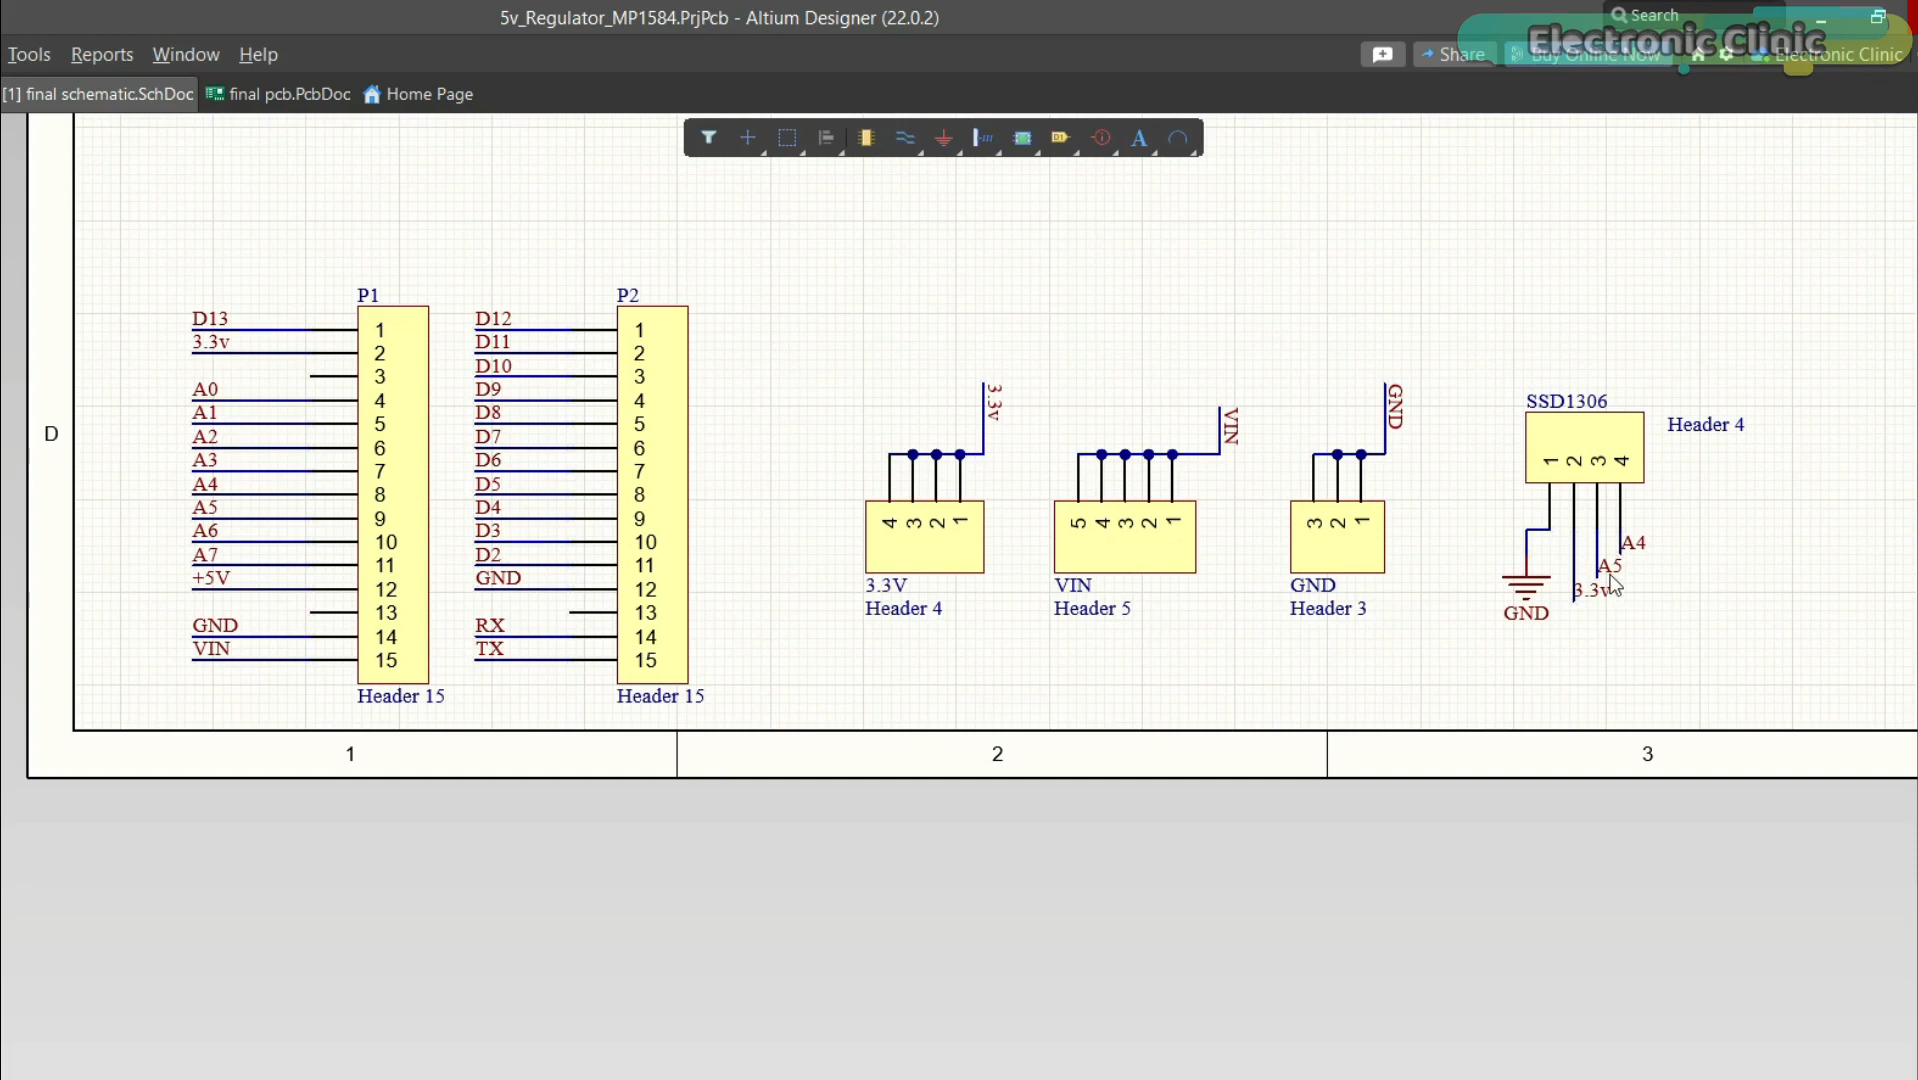 5v_Regulator_MP1584.PrjPcb - Altium Designer (22.0.2)
Search
Electronic Clinic
Tools Reports Window Help
Share
Buy Online Now
Electronic Clinic
[1] final schematic.SchDoc final pcb.PcbDoc Home Page
D
P1
D13 1
3.3v 2
3
A0 4
A1 5
A2 6
A3 7
A4 8
A5 9
A6 10
A7 11
+5V 12
13
GND 14
VIN 15
Header 15
P2
D12 1
D11 2
D10 3
D9 4
D8 5
D7 6
D6 7
D5 8
D4 9
D3 10
D2 11
GND 12
13
RX 14
TX 15
Header 15
3.3v
4 3 2 1
3.3V
Header 4
VIN
5 4 3 2 1
VIN
Header 5
GND
3 2 1
GND
Header 3
SSD1306
Header 4
1 2 3 4
A4
A5
3.3v
GND
1 2 3